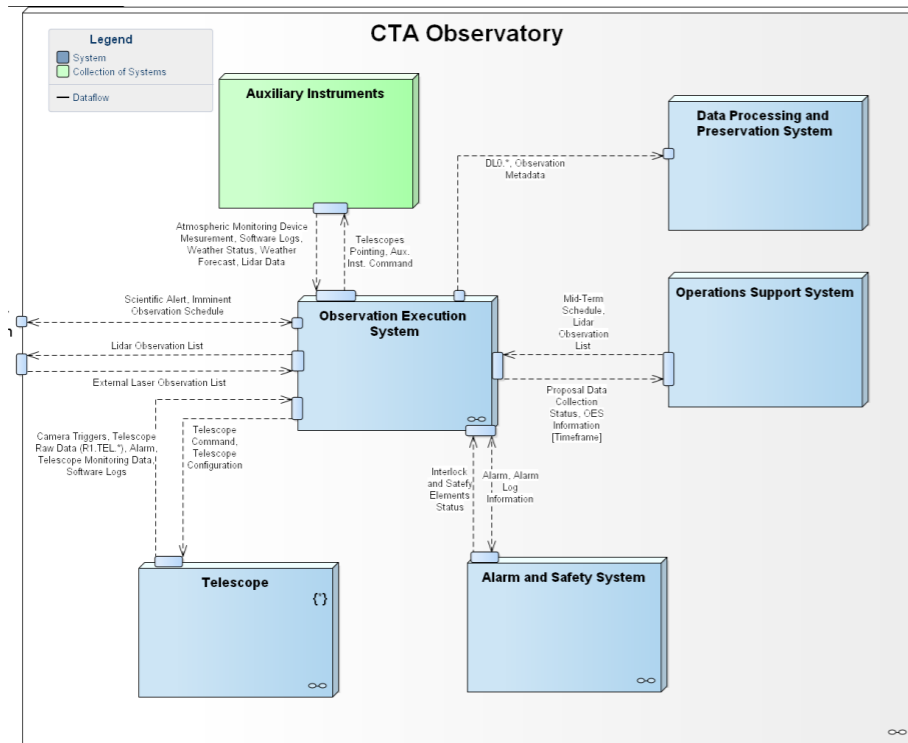 CTA Observatory
Legend
System
Collection of Systems
Dataflow
Auxiliary Instruments
Data Processing and
Preservation System
DL0.*, Observation
Metadata
Atmospheric Monitoring Device
Mesurement, Software Logs,
Weather Status, Weather
Forecast, Lidar Data
Telescopes
Pointing, Aux.
Inst. Command
Operations Support System
Scientific Alert, Imminent
Observation Schedule
Observation Execution
System
Mid-Term
Schedule,
Lidar
Observation
List
Lidar Observation List
External Laser Observation List
Proposal Data
Collection
Status, OES
Information
[Timeframe]
Camera Triggers, Telescope
Raw Data (R1.TEL.*), Alarm,
Telescope Monitoring Data,
Software Logs
Telescope
Command,
Telescope
Configuration
Interlock
and Satefy
Elements
Status
Alarm, Alarm
Log
Information
Telescope
{*}
Alarm and Safety System